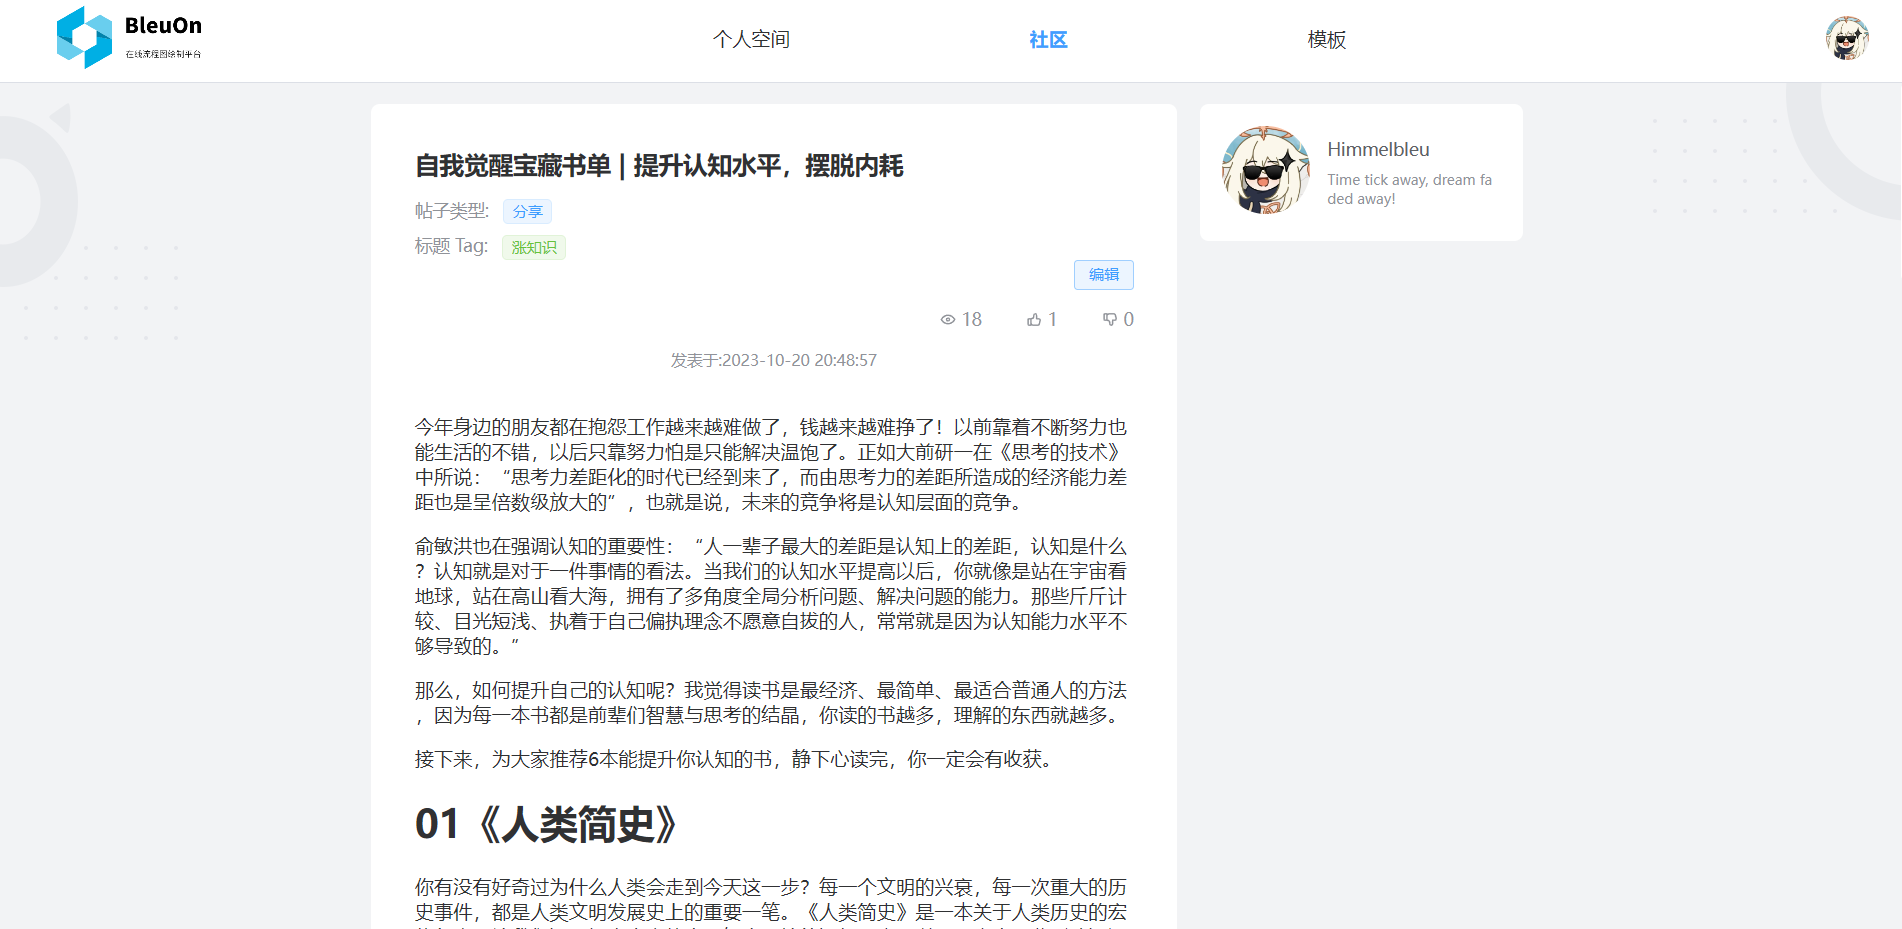 BleuOn
在线流程图绘制平台
个人空间
社区
模板
自我觉醒宝藏书单 | 提升认知水平，摆脱内耗
帖子类型:
分享
标题 Tag:
涨知识
编辑
18
1
0
发表于:2023-10-20 20:48:57
今年身边的朋友都在抱怨工作越来越难做了，钱越来越难挣了！以前靠着不断努力也
能生活的不错，以后只靠努力怕是只能解决温饱了。正如大前研一在《思考的技术》
中所说：“思考力差距化的时代已经到来了，而由思考力的差距所造成的经济能力差
距也是呈倍数级放大的”，也就是说，未来的竞争将是认知层面的竞争。
俞敏洪也在强调认知的重要性：“人一辈子最大的差距是认知上的差距，认知是什么
？认知就是对于一件事情的看法。当我们的认知水平提高以后，你就像是站在宇宙看
地球，站在高山看大海，拥有了多角度全局分析问题、解决问题的能力。那些斤斤计
较、目光短浅、执着于自己偏执理念不愿意自拔的人，常常就是因为认知能力水平不
够导致的。”
那么，如何提升自己的认知呢？我觉得读书是最经济、最简单、最适合普通人的方法
，因为每一本书都是前辈们智慧与思考的结晶，你读的书越多，理解的东西就越多。
接下来，为大家推荐6本能提升你认知的书，静下心读完，你一定会有收获。
01《人类简史》
你有没有好奇过为什么人类会走到今天这一步？每一个文明的兴衰，每一次重大的历
史事件，都是人类文明发展史上的重要一笔。《人类简史》是一本关于人类历史的宏
Himmelbleu
Time tick away, dream fa
ded away!